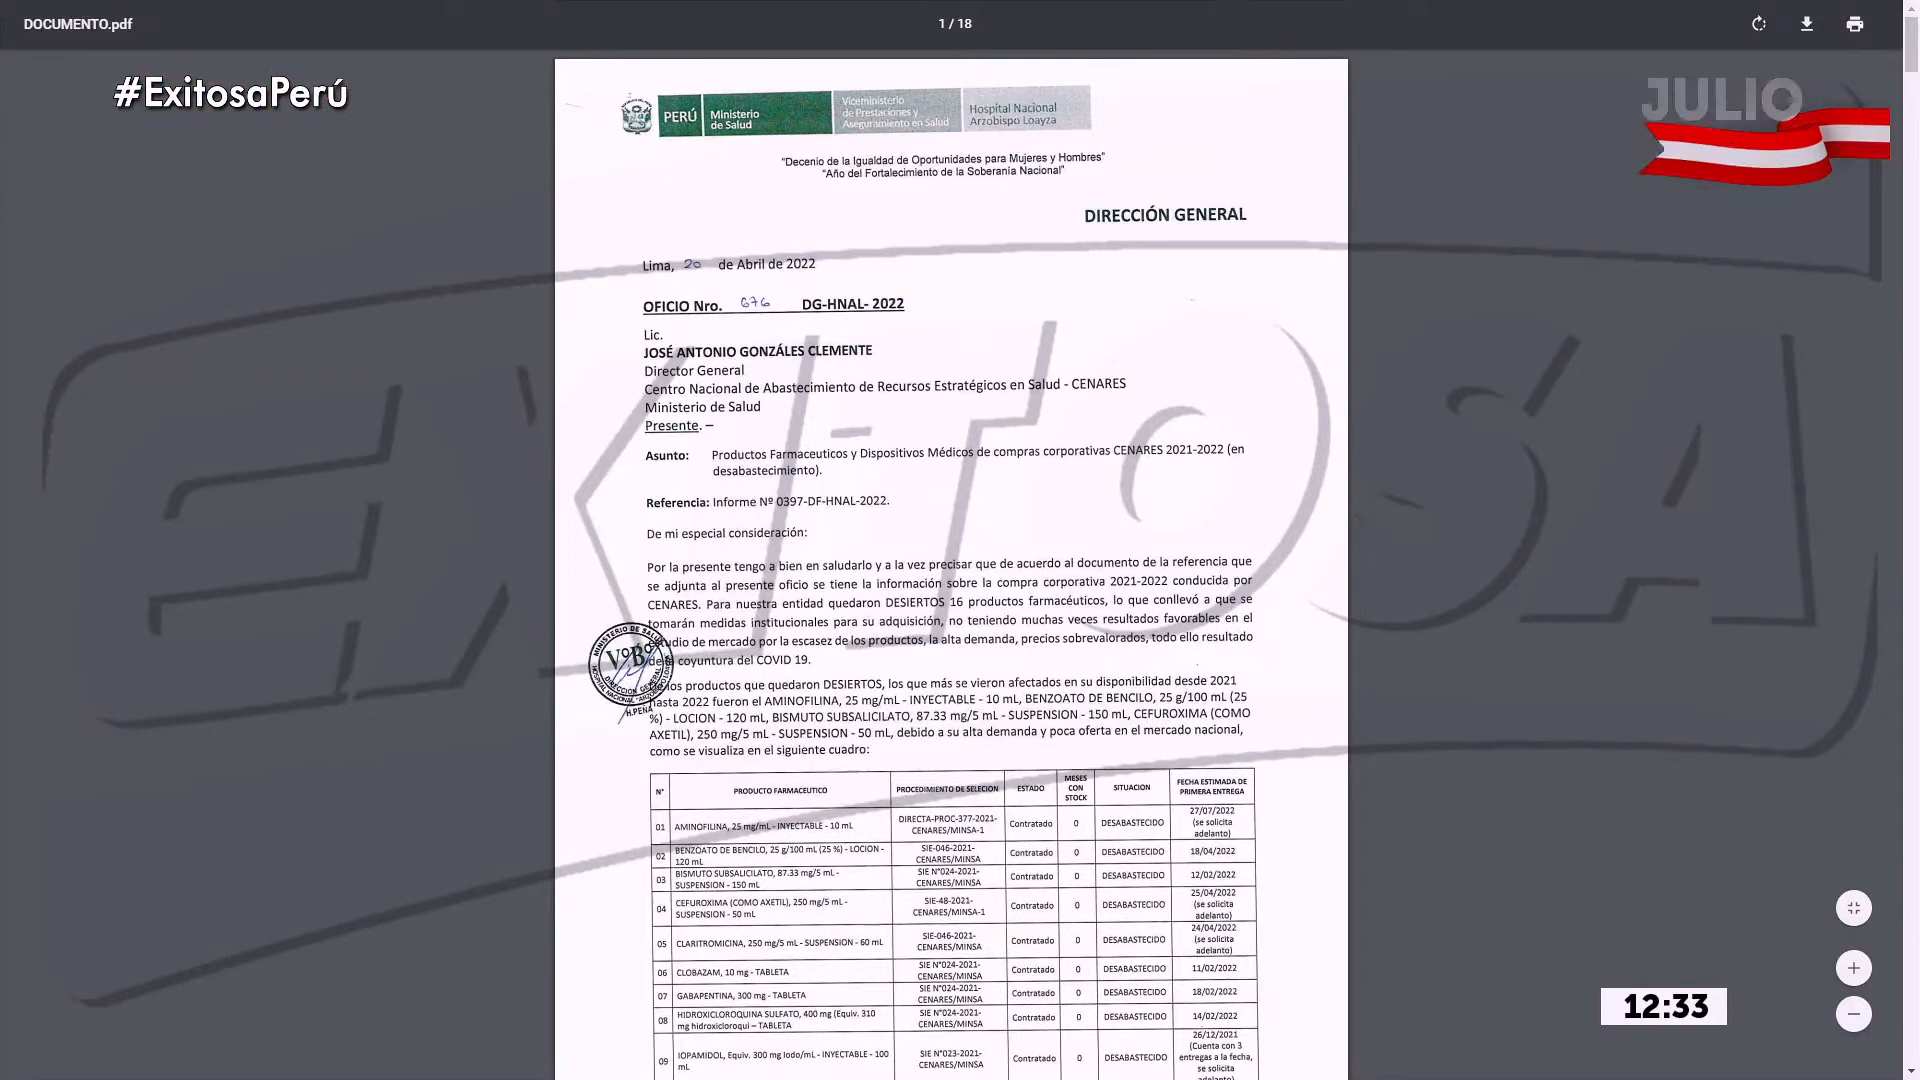 DOCUMENTO.pdf
1 / 18
#ExitosaPerú
JULIO
EXITOSA
PERÚ
Ministerio
de Salud
Viceministerio
de Prestaciones y
Aseguramiento en Salud
Hospital Nacional
Arzobispo Loayza
"Decenio de la Igualdad de Oportunidades para Mujeres y Hombres"
"Año del Fortalecimiento de la Soberanía Nacional"
DIRECCIÓN GENERAL
Lima, 20 de Abril de 2022
OFICIO Nro. 676 DG-HNAL- 2022
Lic.
JOSÉ ANTONIO GONZÁLES CLEMENTE
Director General
Centro Nacional de Abastecimiento de Recursos Estratégicos en Salud - CENARES
Ministerio de Salud
Presente. –
Asunto: Productos Farmaceuticos y Dispositivos Médicos de compras corporativas CENARES 2021-2022 (en
desabastecimiento).
Referencia: Informe Nº 0397-DF-HNAL-2022.
De mi especial consideración:
Por la presente tengo a bien en saludarlo y a la vez precisar que de acuerdo al documento de la referencia que
se adjunta al presente oficio se tiene la información sobre la compra corporativa 2021-2022 conducida por
CENARES. Para nuestra entidad quedaron DESIERTOS 16 productos farmacéuticos, lo que conllevó a que se
tomarán medidas institucionales para su adquisición, no teniendo muchas veces resultados favorables en el
estudio de mercado por la escasez de los productos, la alta demanda, precios sobrevalorados, todo ello resultado
de la coyuntura del COVID 19.
los productos que quedaron DESIERTOS, los que más se vieron afectados en su disponibilidad desde 2021
hasta 2022 fueron el AMINOFILINA, 25 mg/mL - INYECTABLE - 10 mL, BENZOATO DE BENCILO, 25 g/100 mL (25
%) - LOCION - 120 mL, BISMUTO SUBSALICILATO, 87.33 mg/5 mL - SUSPENSION - 150 mL, CEFUROXIMA (COMO
AXETIL), 250 mg/5 mL - SUSPENSION - 50 mL, debido a su alta demanda y poca oferta en el mercado nacional,
como se visualiza en el siguiente cuadro:
MINISTERIO DE SALUD
VºBº
DIRECCION GENERAL
HOSPITAL NACIONAL "ARZOBISPO LOAYZA"
H.PEÑA
N° PRODUCTO FARMACEUTICO PROCEDIMIENTO DE SELECION ESTADO MESES CON STOCK SITUACION FECHA ESTIMADA DE PRIMERA ENTREGA
01 AMINOFILINA, 25 mg/mL - INYECTABLE - 10 mL DIRECTA-PROC-377-2021-CENARES/MINSA-1 Contratado 0 DESABASTECIDO 27/07/2022 (se solicita adelanto)
02 BENZOATO DE BENCILO, 25 g/100 mL (25 %) - LOCION - 120 mL SIE-046-2021-CENARES/MINSA Contratado 0 DESABASTECIDO 18/04/2022
03 BISMUTO SUBSALICILATO, 87.33 mg/5 mL - SUSPENSION - 150 mL SIE N°024-2021-CENARES/MINSA Contratado 0 DESABASTECIDO 12/02/2022
04 CEFUROXIMA (COMO AXETIL), 250 mg/5 mL - SUSPENSION - 50 mL SIE-48-2021-CENARES/MINSA-1 Contratado 0 DESABASTECIDO 25/04/2022 (se solicita adelanto)
05 CLARITROMICINA, 250 mg/5 mL - SUSPENSION - 60 mL SIE-046-2021-CENARES/MINSA Contratado 0 DESABASTECIDO 24/04/2022 (se solicita adelanto)
06 CLOBAZAM, 10 mg - TABLETA SIE N°024-2021-CENARES/MINSA Contratado 0 DESABASTECIDO 11/02/2022
07 GABAPENTINA, 300 mg - TABLETA SIE N°024-2021-CENARES/MINSA Contratado 0 DESABASTECIDO 18/02/2022
08 HIDROXICLOROQUINA SULFATO, 400 mg (Equiv. 310 mg hidroxicloroqui – TABLETA SIE N°024-2021-CENARES/MINSA Contratado 0 DESABASTECIDO 14/02/2022
09 IOPAMIDOL, Equiv. 300 mg Iodo/mL - INYECTABLE - 100 mL SIE N°023-2021-CENARES/MINSA Contratado 0 DESABASTECIDO 26/12/2021 (Cuenta con 3 entregas a la fecha, se solicita adelanto)
12:33